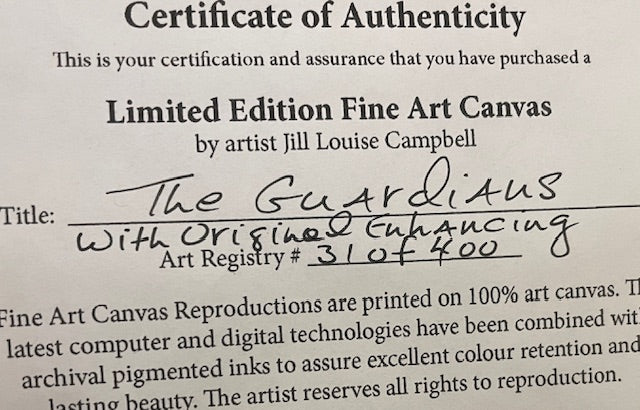 Certificate of Authenticity
This is your certification and assurance that you have purchased a
Limited Edition Fine Art Canvas
by artist Jill Louise Campbell
Title: The Guardians
With Original Enhancing
Art Registry # 31 of 400
Fine Art Canvas Reproductions are printed on 100% art canvas.
latest computer and digital technologies have been combined
archival pigmented inks to assure excellent colour retention and
lasting beauty. The artist reserves all rights to reproduction.